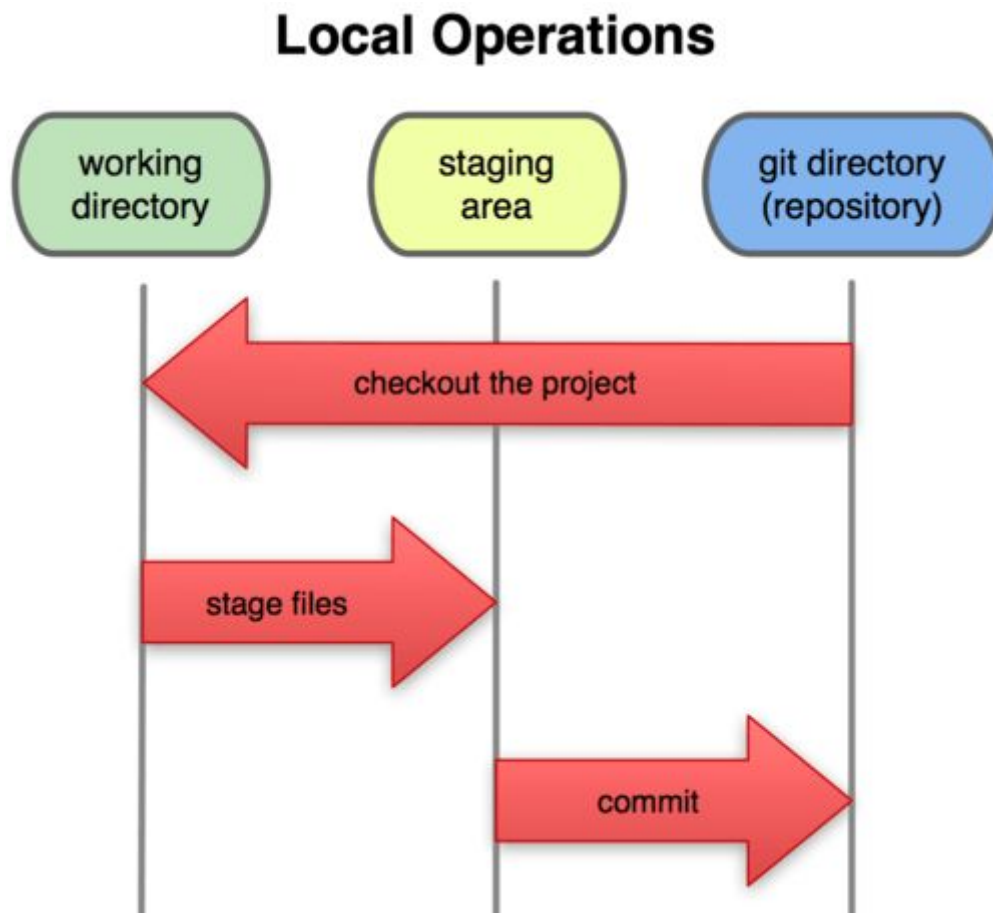 Local Operations
working
directory
staging
area
git directory
(repository)
checkout the project
stage files
commit